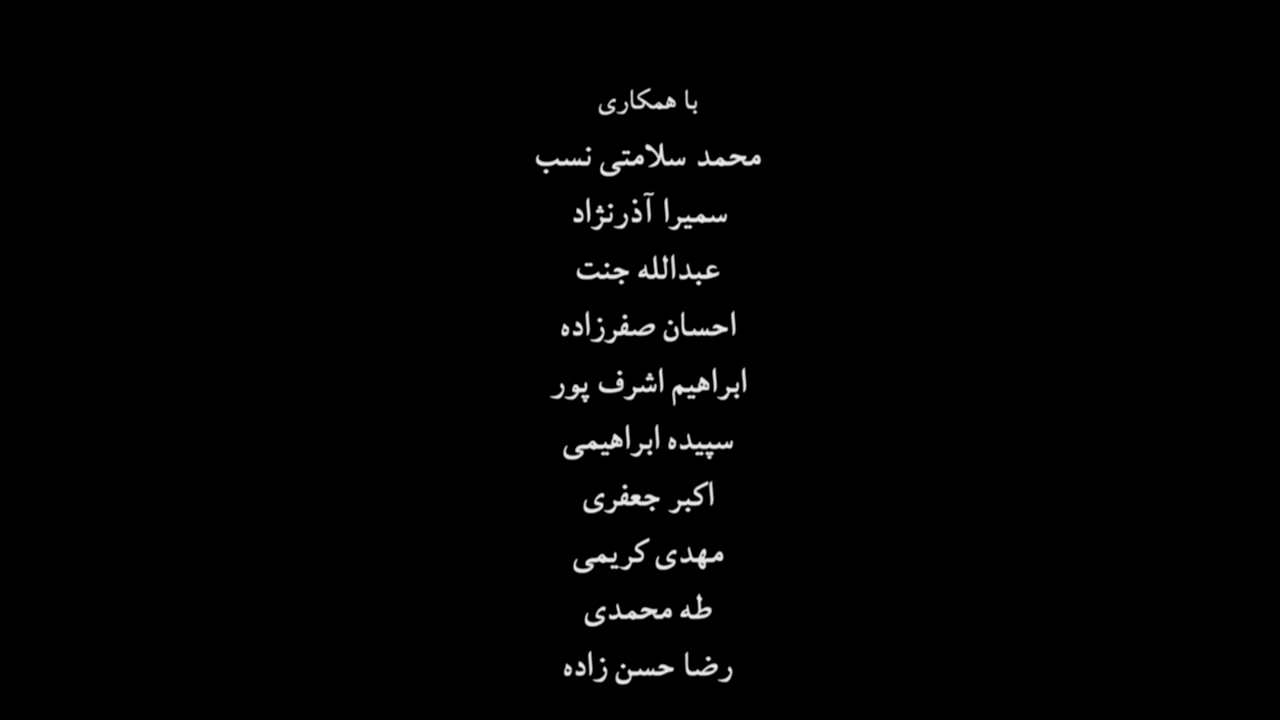 با همکاری
محمد سلامتی نسب
سمیرا آذرنژاد
عبدالله جنت
احسان صفرزاده
ابراهیم اشرف پور
سپیده ابراهیمی
اکبر جعفری
مهدی کریمی
طه محمدی
رضا حسن زاده